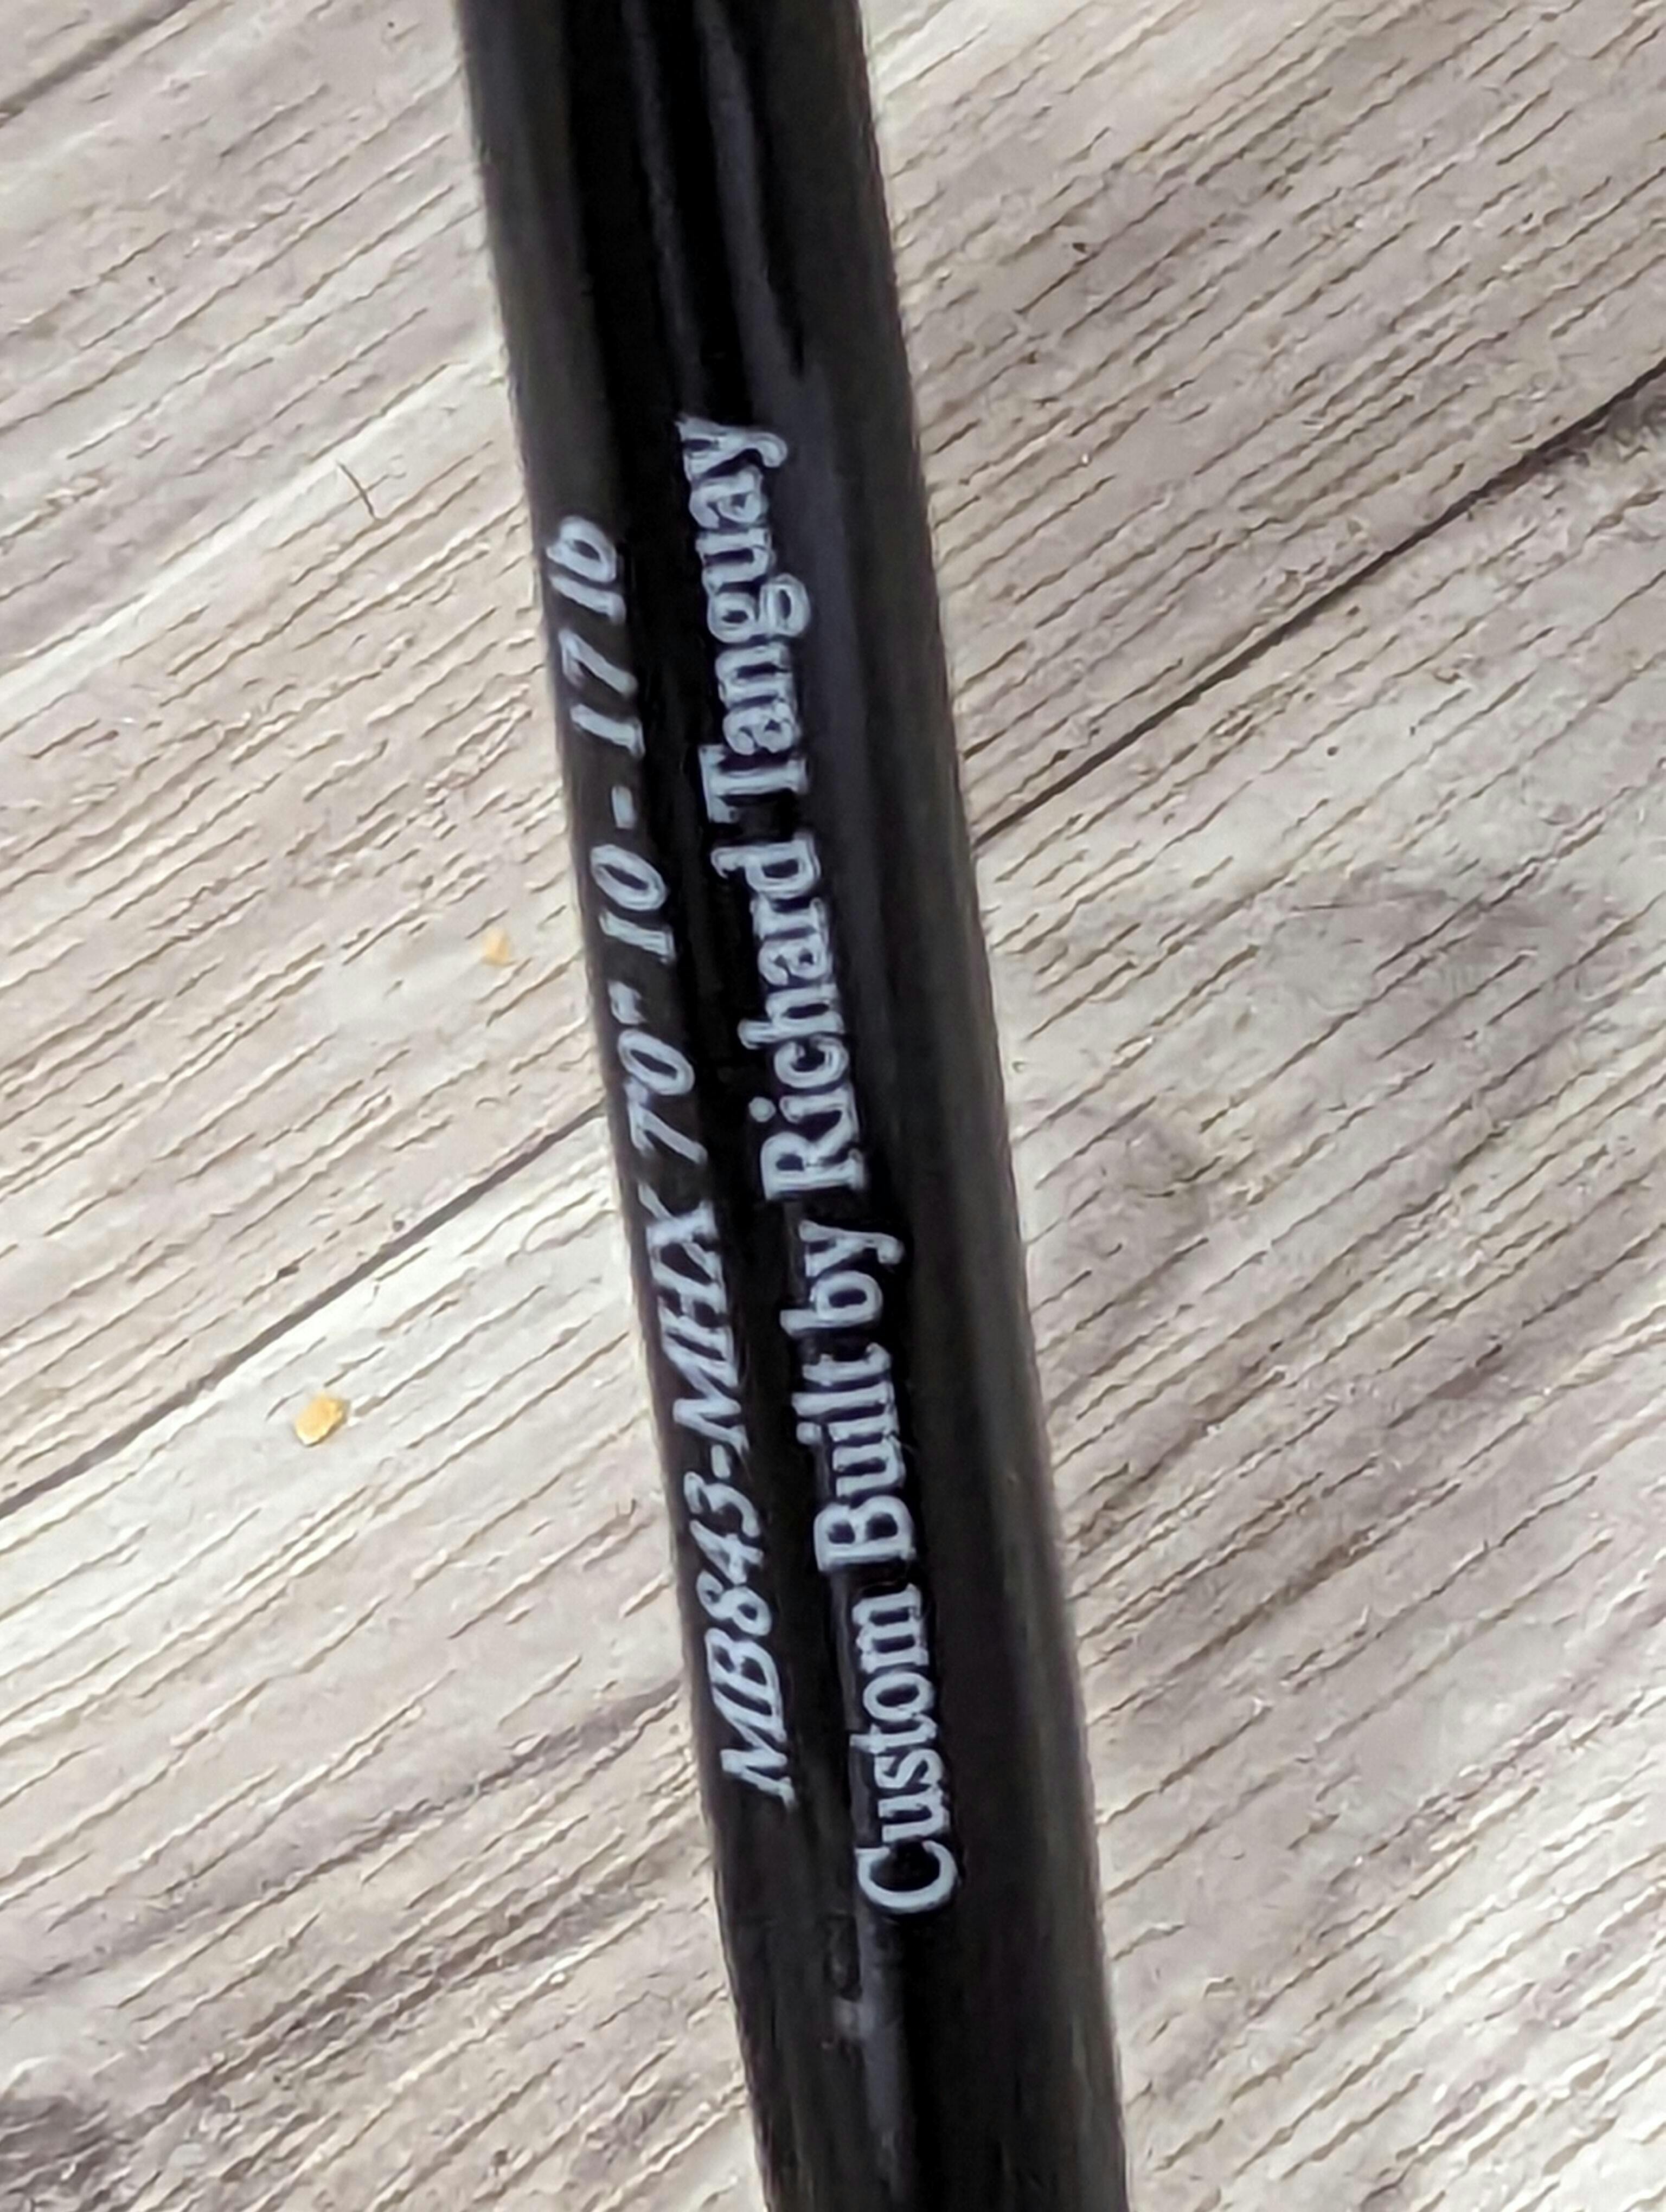 MB843-MHX 7'0" 10 - 17 lb
Custom Built by Richard Tanguay